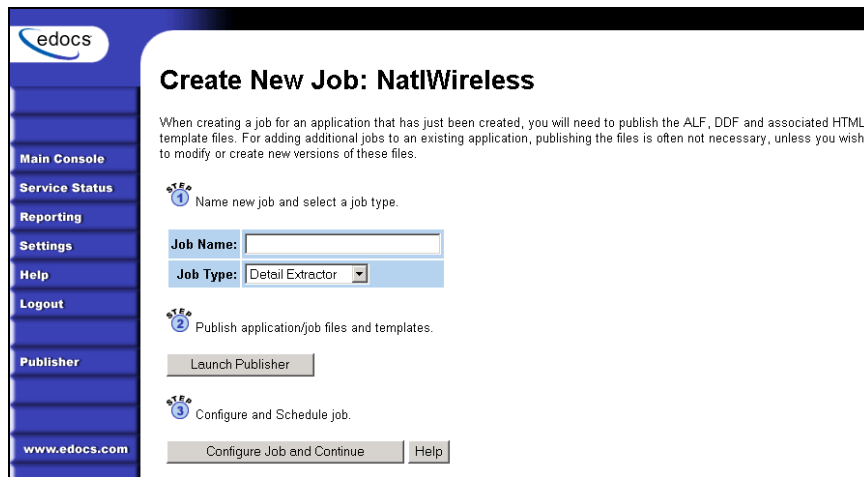 edocs
Create New Job: NatlWireless
When creating a job for an application that has just been created, you will need to publish the ALF, DDF and associated HTML
template files. For adding additional jobs to an existing application, publishing the files is often not necessary, unless you wish
to modify or create new versions of these files.
Main Console
Service Status
Reporting
Settings
Help
Logout
Publisher
www.edocs.com
STEP 1 Name new job and select a job type.
Job Name:
Job Type: Detail Extractor
STEP 2 Publish application/job files and templates.
Launch Publisher
STEP 3 Configure and Schedule job.
Configure Job and Continue Help